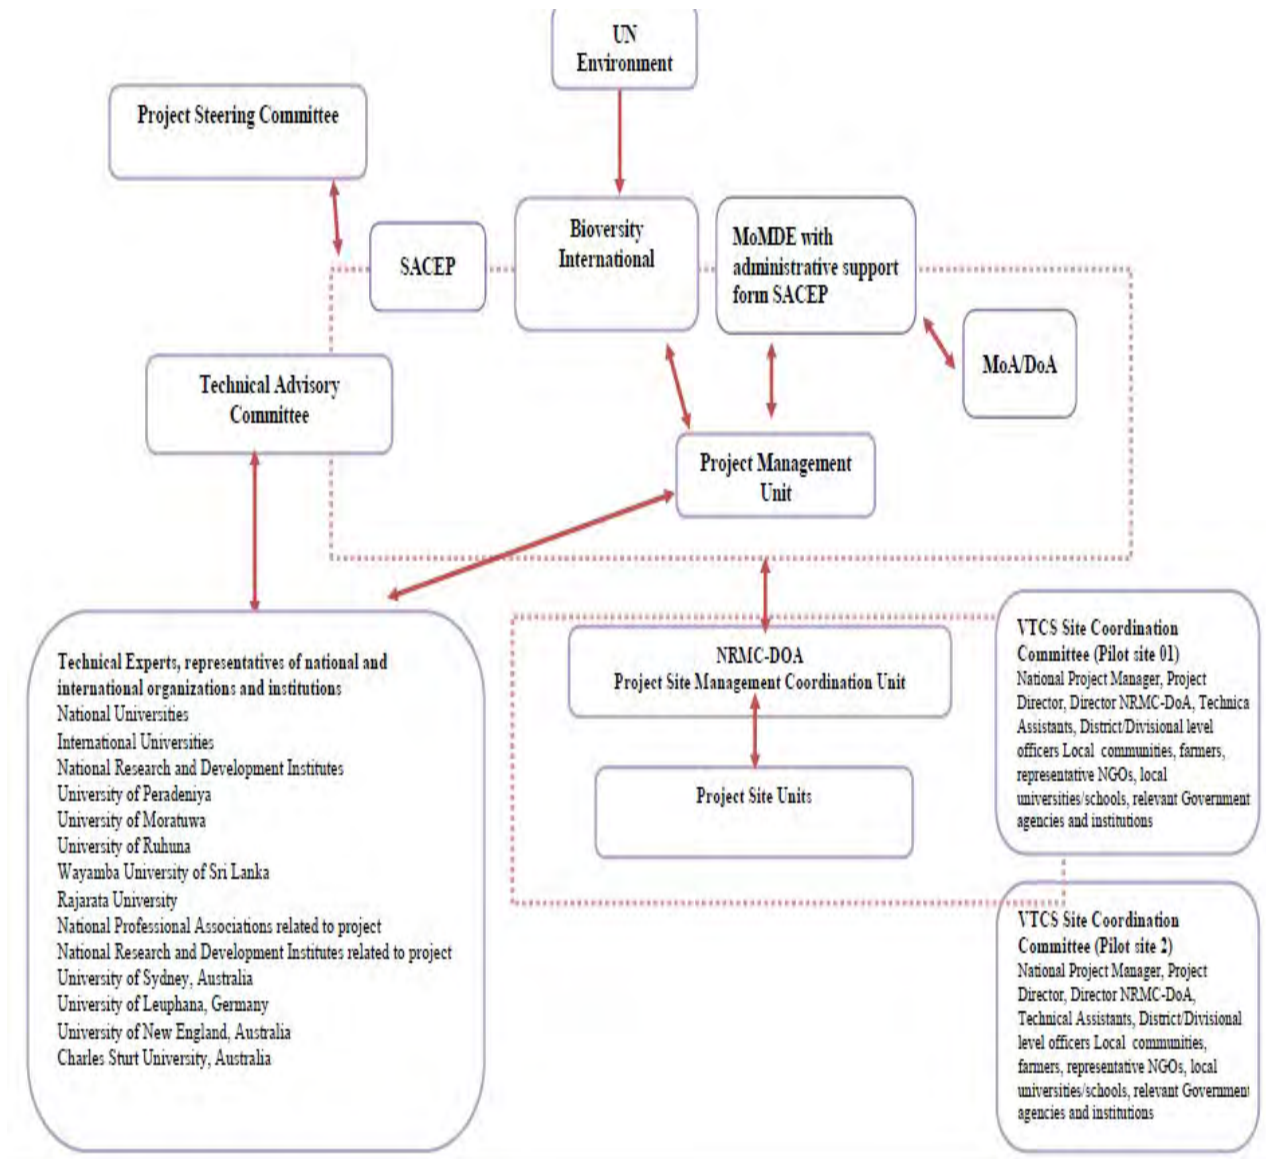 UN
Environment
Project Steering Committee
SACEP
Bioversity
International
MoMDE with
administrative support
form SACEP
MoA/DoA
Technical Advisory
Committee
Project Management
Unit
Technical Experts, representatives of national and
international organizations and institutions
National Universities
International Universities
National Research and Development Institutes
University of Peradeniya
University of Moratuwa
University of Ruhuna
Wayamba University of Sri Lanka
Rajarata University
National Professional Associations related to project
National Research and Development Institutes related to project
University of Sydney, Australia
University of Leuphana, Germany
University of New England, Australia
Charles Sturt University, Australia
NRMC-DOA
Project Site Management Coordination Unit
Project Site Units
VTCS Site Coordination
Committee (Pilot site 01)
National Project Manager, Project
Director, Director NRMC-DoA, Technica
Assistants, District/Divisional level
officers Local communities, farmers,
representative NGOs, local
universities/schools, relevant Government
agencies and institutions
VTCS Site Coordination
Committee (Pilot site 2)
National Project Manager, Project
Director, Director NRMC-DoA,
Technical Assistants, District/Divisional
level officers Local communities,
farmers, representative NGOs, local
universities/schools, relevant Government
agencies and institutions